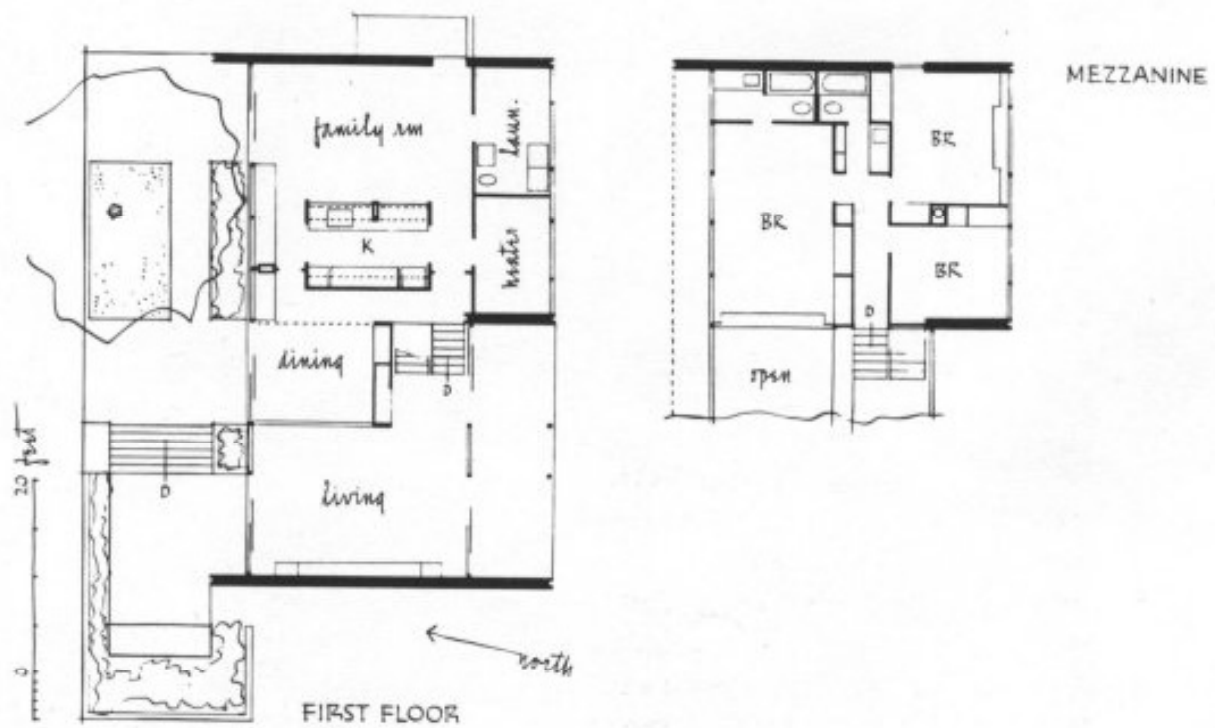 MEZZANINE
family rm
laun.
BR
K
heater
BR
BR
D
dining
D
open
20 feet
D
living
0
north
FIRST FLOOR